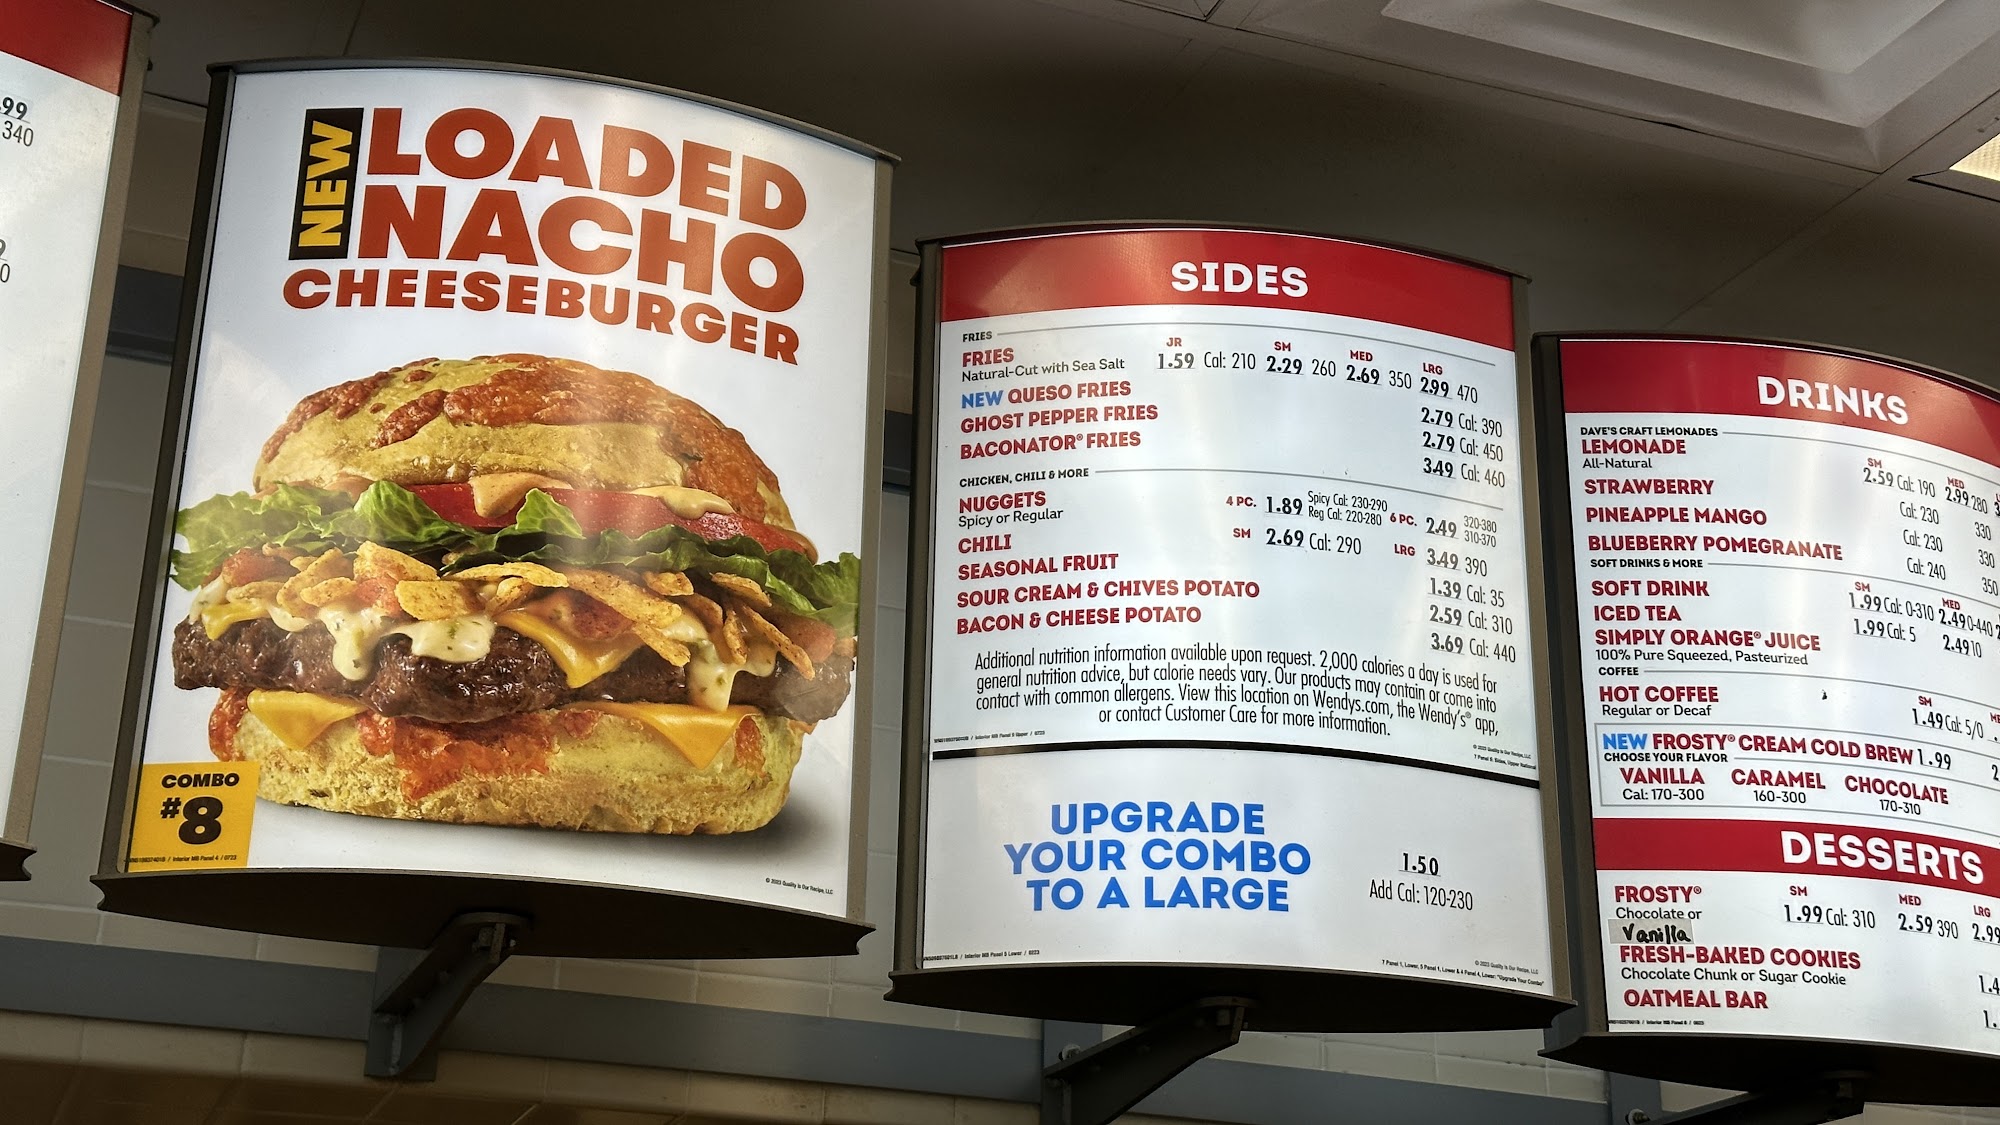 .99
340
NEW
LOADED
NACHO
CHEESEBURGER
COMBO
#8
SIDES
FRIES
JR SM MED LRG
FRIES 1.59 Cal: 210 2.29 260 2.69 350 2.99 470
Natural-Cut with Sea Salt
NEW QUESO FRIES 2.79 Cal: 390
GHOST PEPPER FRIES 2.79 Cal: 450
BACONATOR® FRIES 3.49 Cal: 460
CHICKEN, CHILI & MORE
NUGGETS 4 PC. 1.89 Spicy Cal: 230-290 6 PC. 2.49 320-380
Spicy or Regular Reg Cal: 220-280 310-370
CHILI SM 2.69 Cal: 290 LRG 3.49 390
SEASONAL FRUIT 1.39 Cal: 35
SOUR CREAM & CHIVES POTATO 2.59 Cal: 310
BACON & CHEESE POTATO 3.69 Cal: 440
Additional nutrition information available upon request. 2,000 calories a day is used for
general nutrition advice, but calorie needs vary. Our products may contain or come into
contact with common allergens. View this location on Wendys.com, the Wendy's® app,
or contact Customer Care for more information.
UPGRADE
YOUR COMBO
TO A LARGE
1.50
Add Cal: 120-230
DRINKS
DAVE'S CRAFT LEMONADES
SM MED
LEMONADE 2.59 Cal: 190 2.99 280
All-Natural
STRAWBERRY Cal: 230 330
PINEAPPLE MANGO Cal: 230 330
BLUEBERRY POMEGRANATE Cal: 240 350
SOFT DRINKS & MORE
SM MED
SOFT DRINK 1.99 Cal: 0-310 2.49 0-440
ICED TEA 1.99 Cal: 5 2.49 10
SIMPLY ORANGE® JUICE
100% Pure Squeezed, Pasteurized
COFFEE
SM
HOT COFFEE 1.49 Cal: 5/0
Regular or Decaf
NEW FROSTY® CREAM COLD BREW 1.99
CHOOSE YOUR FLAVOR
VANILLA CARAMEL CHOCOLATE
Cal: 170-300 160-300 170-310
DESSERTS
SM MED LRG
FROSTY® 1.99 Cal: 310 2.59 390 2.99
Chocolate or
Vanilla
FRESH-BAKED COOKIES
Chocolate Chunk or Sugar Cookie
OATMEAL BAR